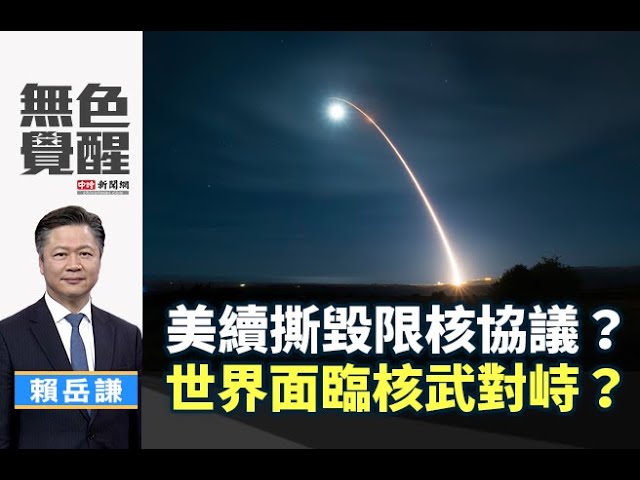 無色
覺醒
中時 新聞網
賴岳謙
美續撕毀限核協議？
世界面臨核武對峙？